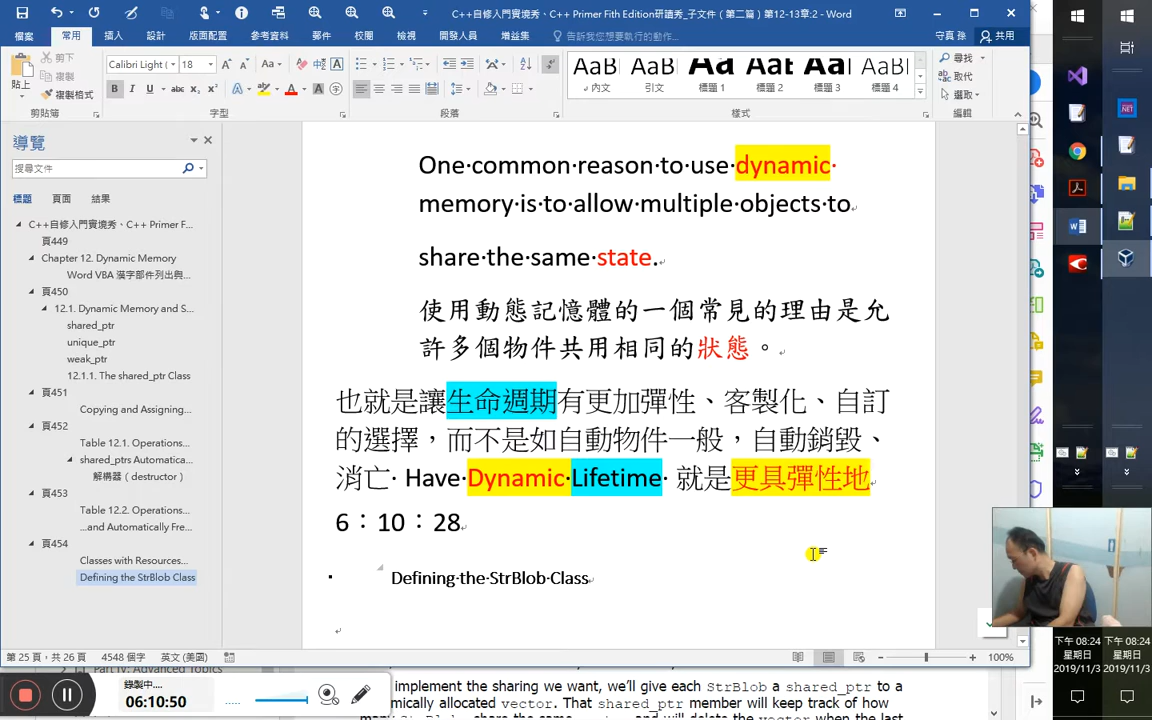 C++自修入門實境秀、C++ Primer Fith Edition研讀秀_子文件（第二篇）第12-13章:2 - Word
檔案 常用 插入 設計 版面配置 參考資料 郵件 校閱 檢視 開發人員 增益集 告訴我您想要執行的動作... 守真 孫 共用
貼上 剪下 複製 複製格式 剪貼簿
Calibri Light ( 18 字型 段落
AaB AaB Aa AaB AaI AaBI
內文 引文 標題 1 標題 2 標題 3 標題 4 樣式
尋找 取代 選取 編輯
導覽
搜尋文件
標題 頁面 結果
C++自修入門實境秀、C++ Primer F...
頁449
Chapter 12. Dynamic Memory
Word VBA 漢字部件列出與...
頁450
12.1. Dynamic Memory and S...
shared_ptr
unique_ptr
weak_ptr
12.1.1. The shared_ptr Class
頁451
Copying and Assigning...
頁452
Table 12.1. Operations...
shared_ptrs Automatica...
解構器（destructor）
頁453
Table 12.2. Operations...
...and Automatically Fre...
頁454
Classes with Resources...
Defining the StrBlob Class
One common reason to use dynamic
memory is to allow multiple objects to
share the same state.
使用動態記憶體的一個常見的理由是允
許多個物件共用相同的狀態。
也就是讓生命週期有更加彈性、客製化、自訂
的選擇，而不是如自動物件一般，自動銷毀、
消亡 Have Dynamic Lifetime 就是更具彈性地
6：10：28
Defining the StrBlob Class
第 25 頁，共 26 頁 4548 個字 英文 (美國) 100%
Part IV: Advanced Topics
錄製中....
06:10:50
implement the sharing we want, we'll give each StrBlob a shared_ptr to a
mically allocated vector. That shared_ptr member will keep track of how
下午 08:24 下午 08:24
星期日 星期日
2019/11/3 2019/11/3